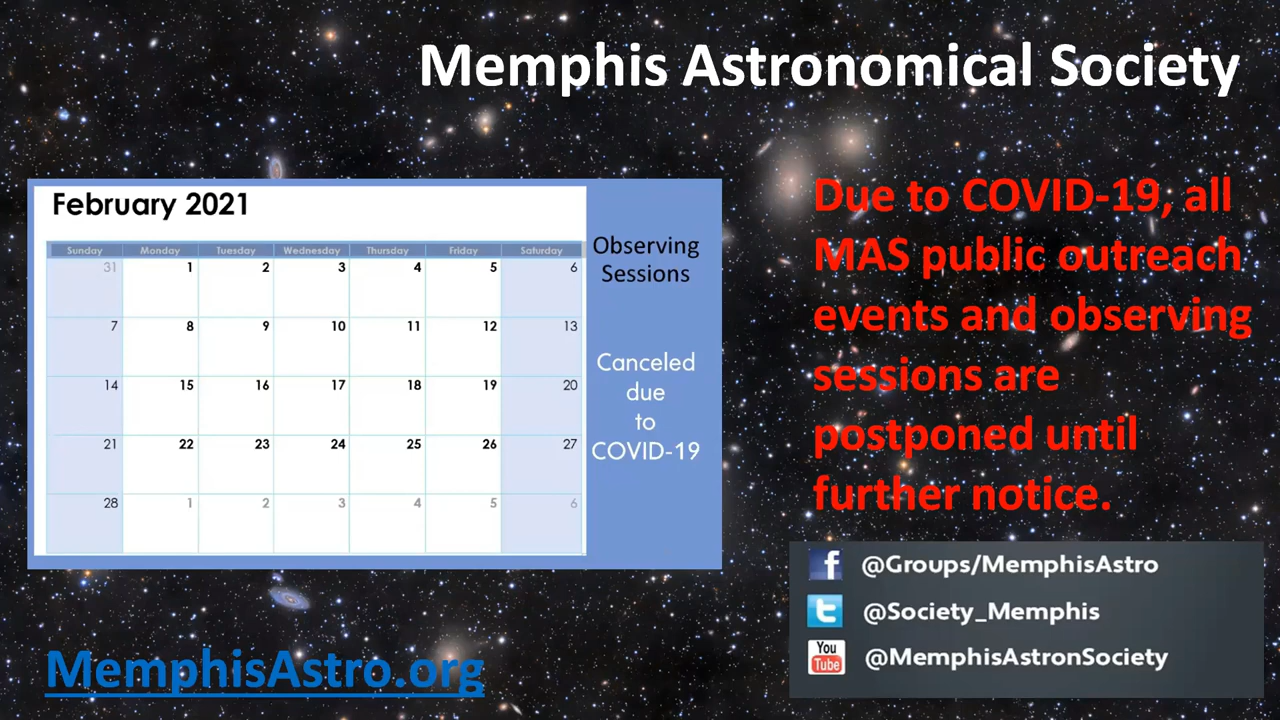 Memphis Astronomical Society
February 2021
Sunday Monday Tuesday Wednesday Thursday Friday Saturday
31 1 2 3 4 5 6
7 8 9 10 11 12 13
14 15 16 17 18 19 20
21 22 23 24 25 26 27
28 1 2 3 4 5 6
Observing
Sessions
Canceled
due
to
COVID-19
Due to COVID-19, all
MAS public outreach
events and observing
sessions are
postponed until
further notice.
f @Groups/MemphisAstro
t @Society_Memphis
You
Tube
@MemphisAstronSociety
MemphisAstro.org